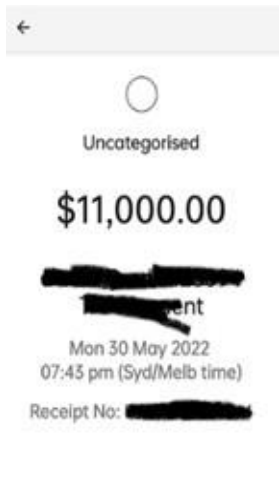 Uncategorised
$11,000.00
ent
Mon 30 May 2022
07:43 pm (Syd/Melb time)
Receipt No: